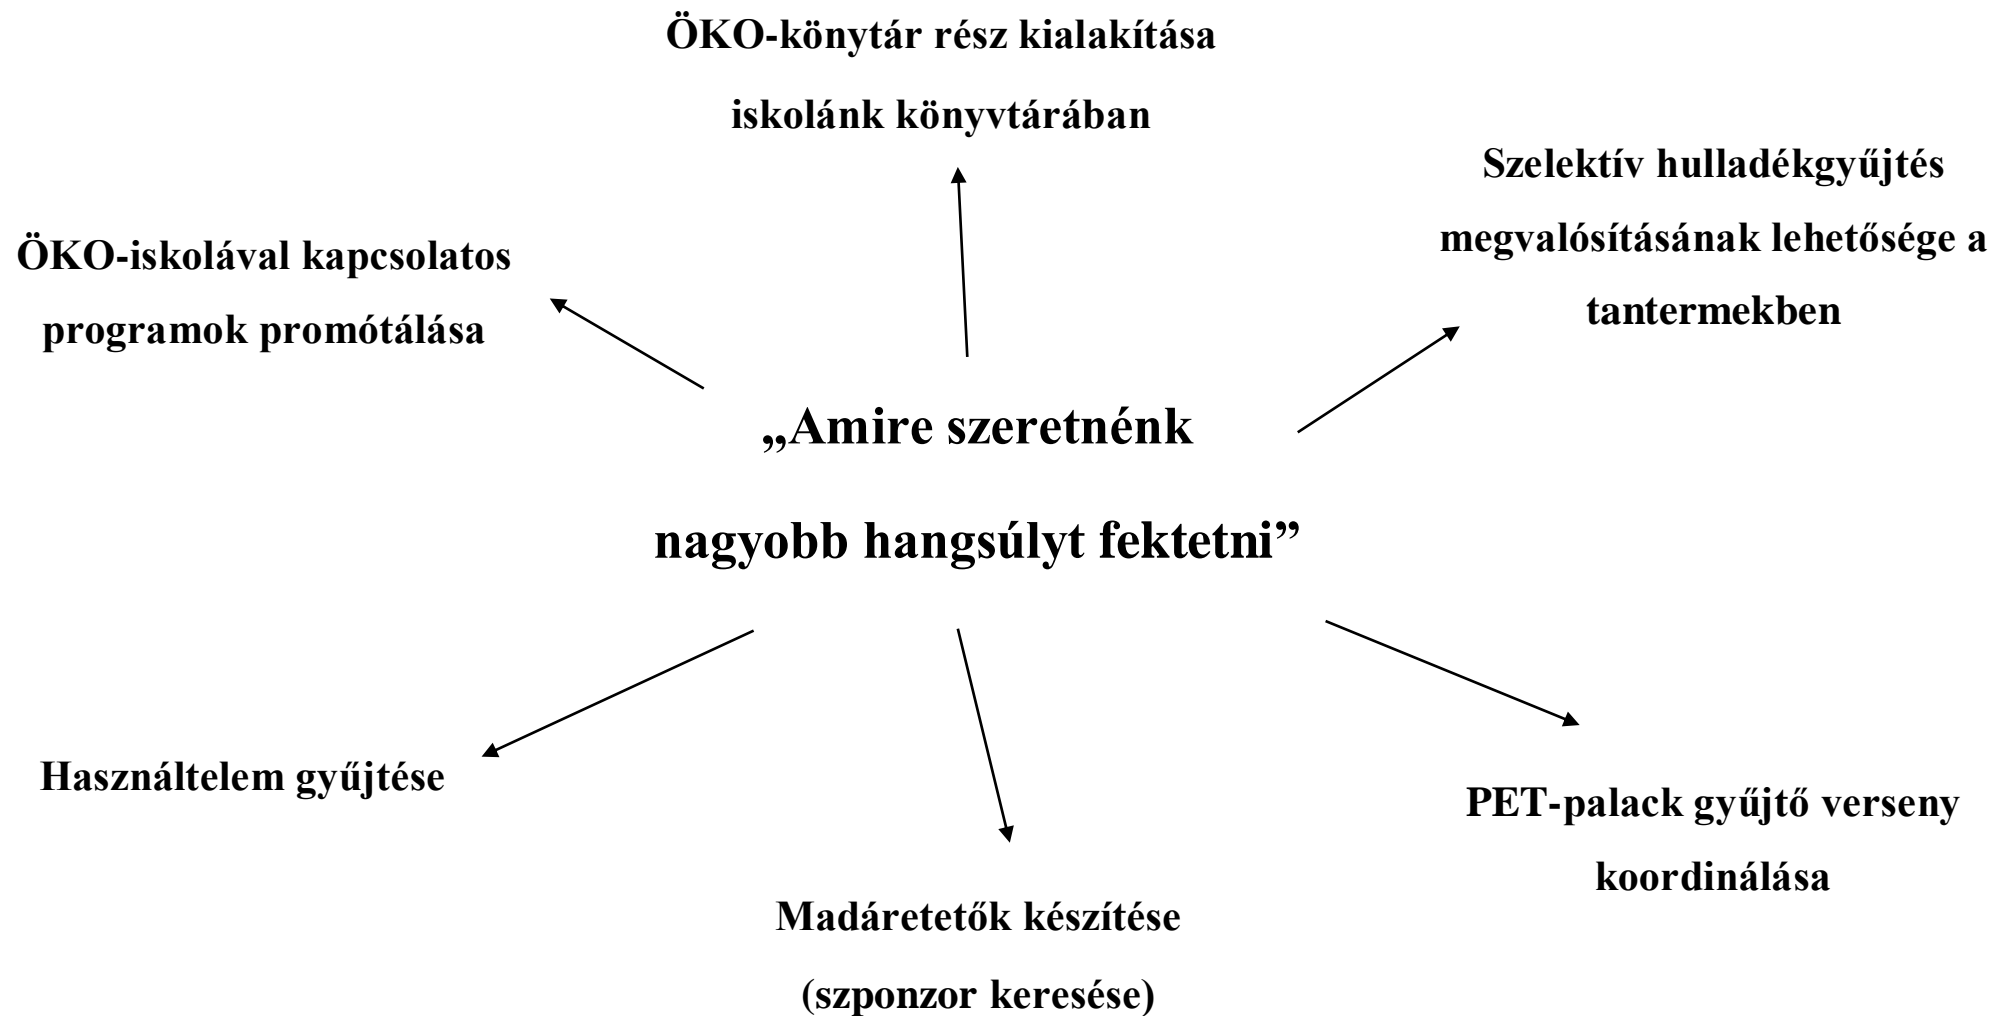 ÖKO-könytár rész kialakítása
iskolánk könyvtárában
Szelektív hulladékgyűjtés
megvalósításának lehetősége a
tantermekben
ÖKO-iskolával kapcsolatos
programok promótálása
„Amire szeretnénk
nagyobb hangsúlyt fektetni”
Használtelem gyűjtése
PET-palack gyűjtő verseny
koordinálása
Madáretetők készítése
(szponzor keresése)